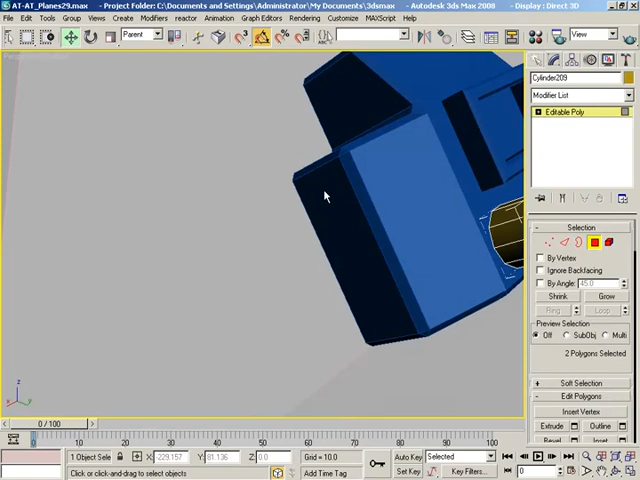 AT-AT_Planes29.max - Project Folder: C:\Documents and Settings\Administrator\My Documents\3dsmax - Autodesk 3ds Max 2008 - Display : Direct 3D
File Edit Tools Group Views Create Modifiers reactor Animation Graph Editors Rendering Customize MAXScript Help
Parent
View
Cylinder209
Modifier List
Editable Poly
Selection
By Vertex
Ignore Backfacing
By Angle: 45.0
Shrink Grow
Ring Loop
Preview Selection
Off SubObj Multi
2 Polygons Selected
Soft Selection
Edit Polygons
Insert Vertex
Extrude Outline
Bevel Inset
z
x
y
0 / 100
0 10 20 30 40 50 60 70 80 90 100
1 Object Sele X: -229.157 Y: 81.136 Z: 0.0 Grid = 10.0
Auto Key Selected
Click or click-and-drag to select objects Add Time Tag
Set Key Key Filters... 0